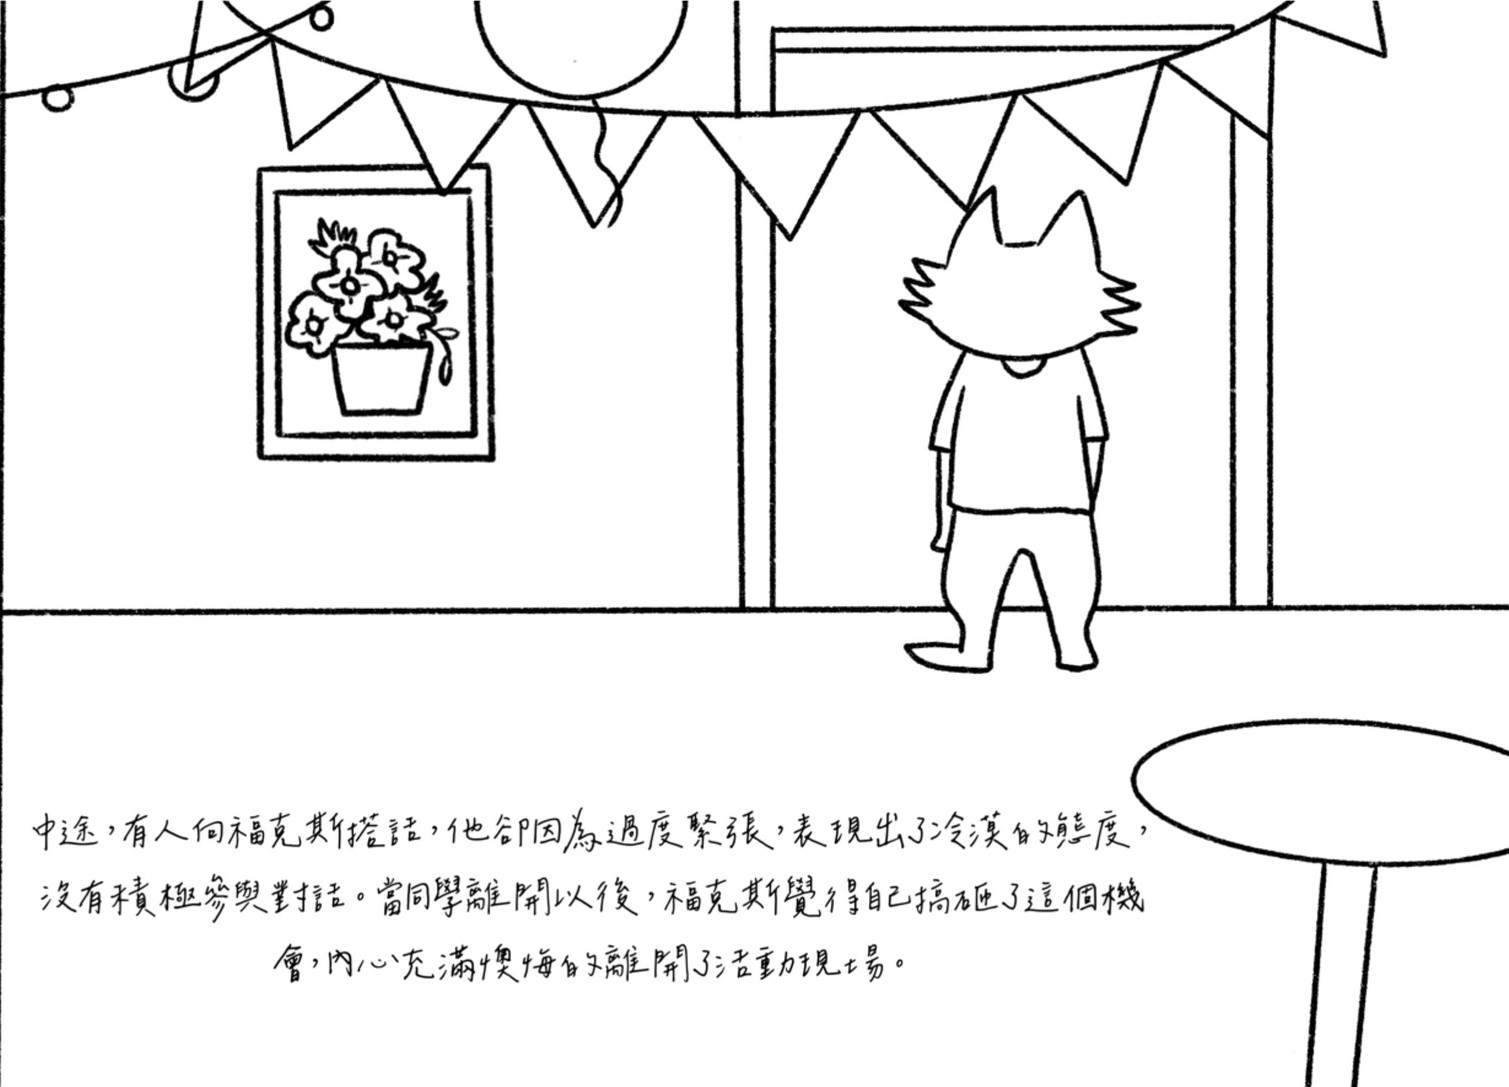 中途，有人向福克斯搭話，他卻因為過度緊張，表現出了冷漠的態度，
沒有積極參與對話。當同學離開以後，福克斯覺得自己搞砸了這個機
會，內心充滿懊悔的離開了活動現場。